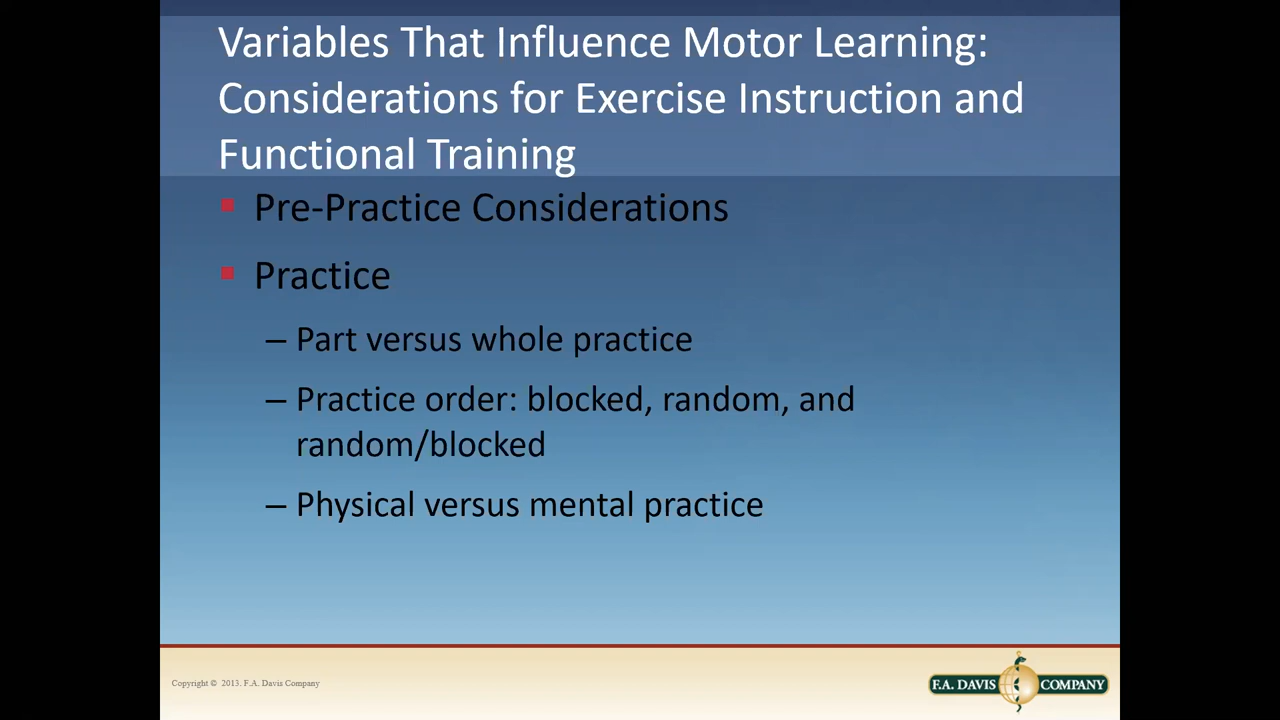 Variables That Influence Motor Learning:
Considerations for Exercise Instruction and
Functional Training
▪ Pre-Practice Considerations
▪ Practice
– Part versus whole practice
– Practice order: blocked, random, and
random/blocked
– Physical versus mental practice
Copyright © 2013. F.A. Davis Company
F.A. DAVIS COMPANY